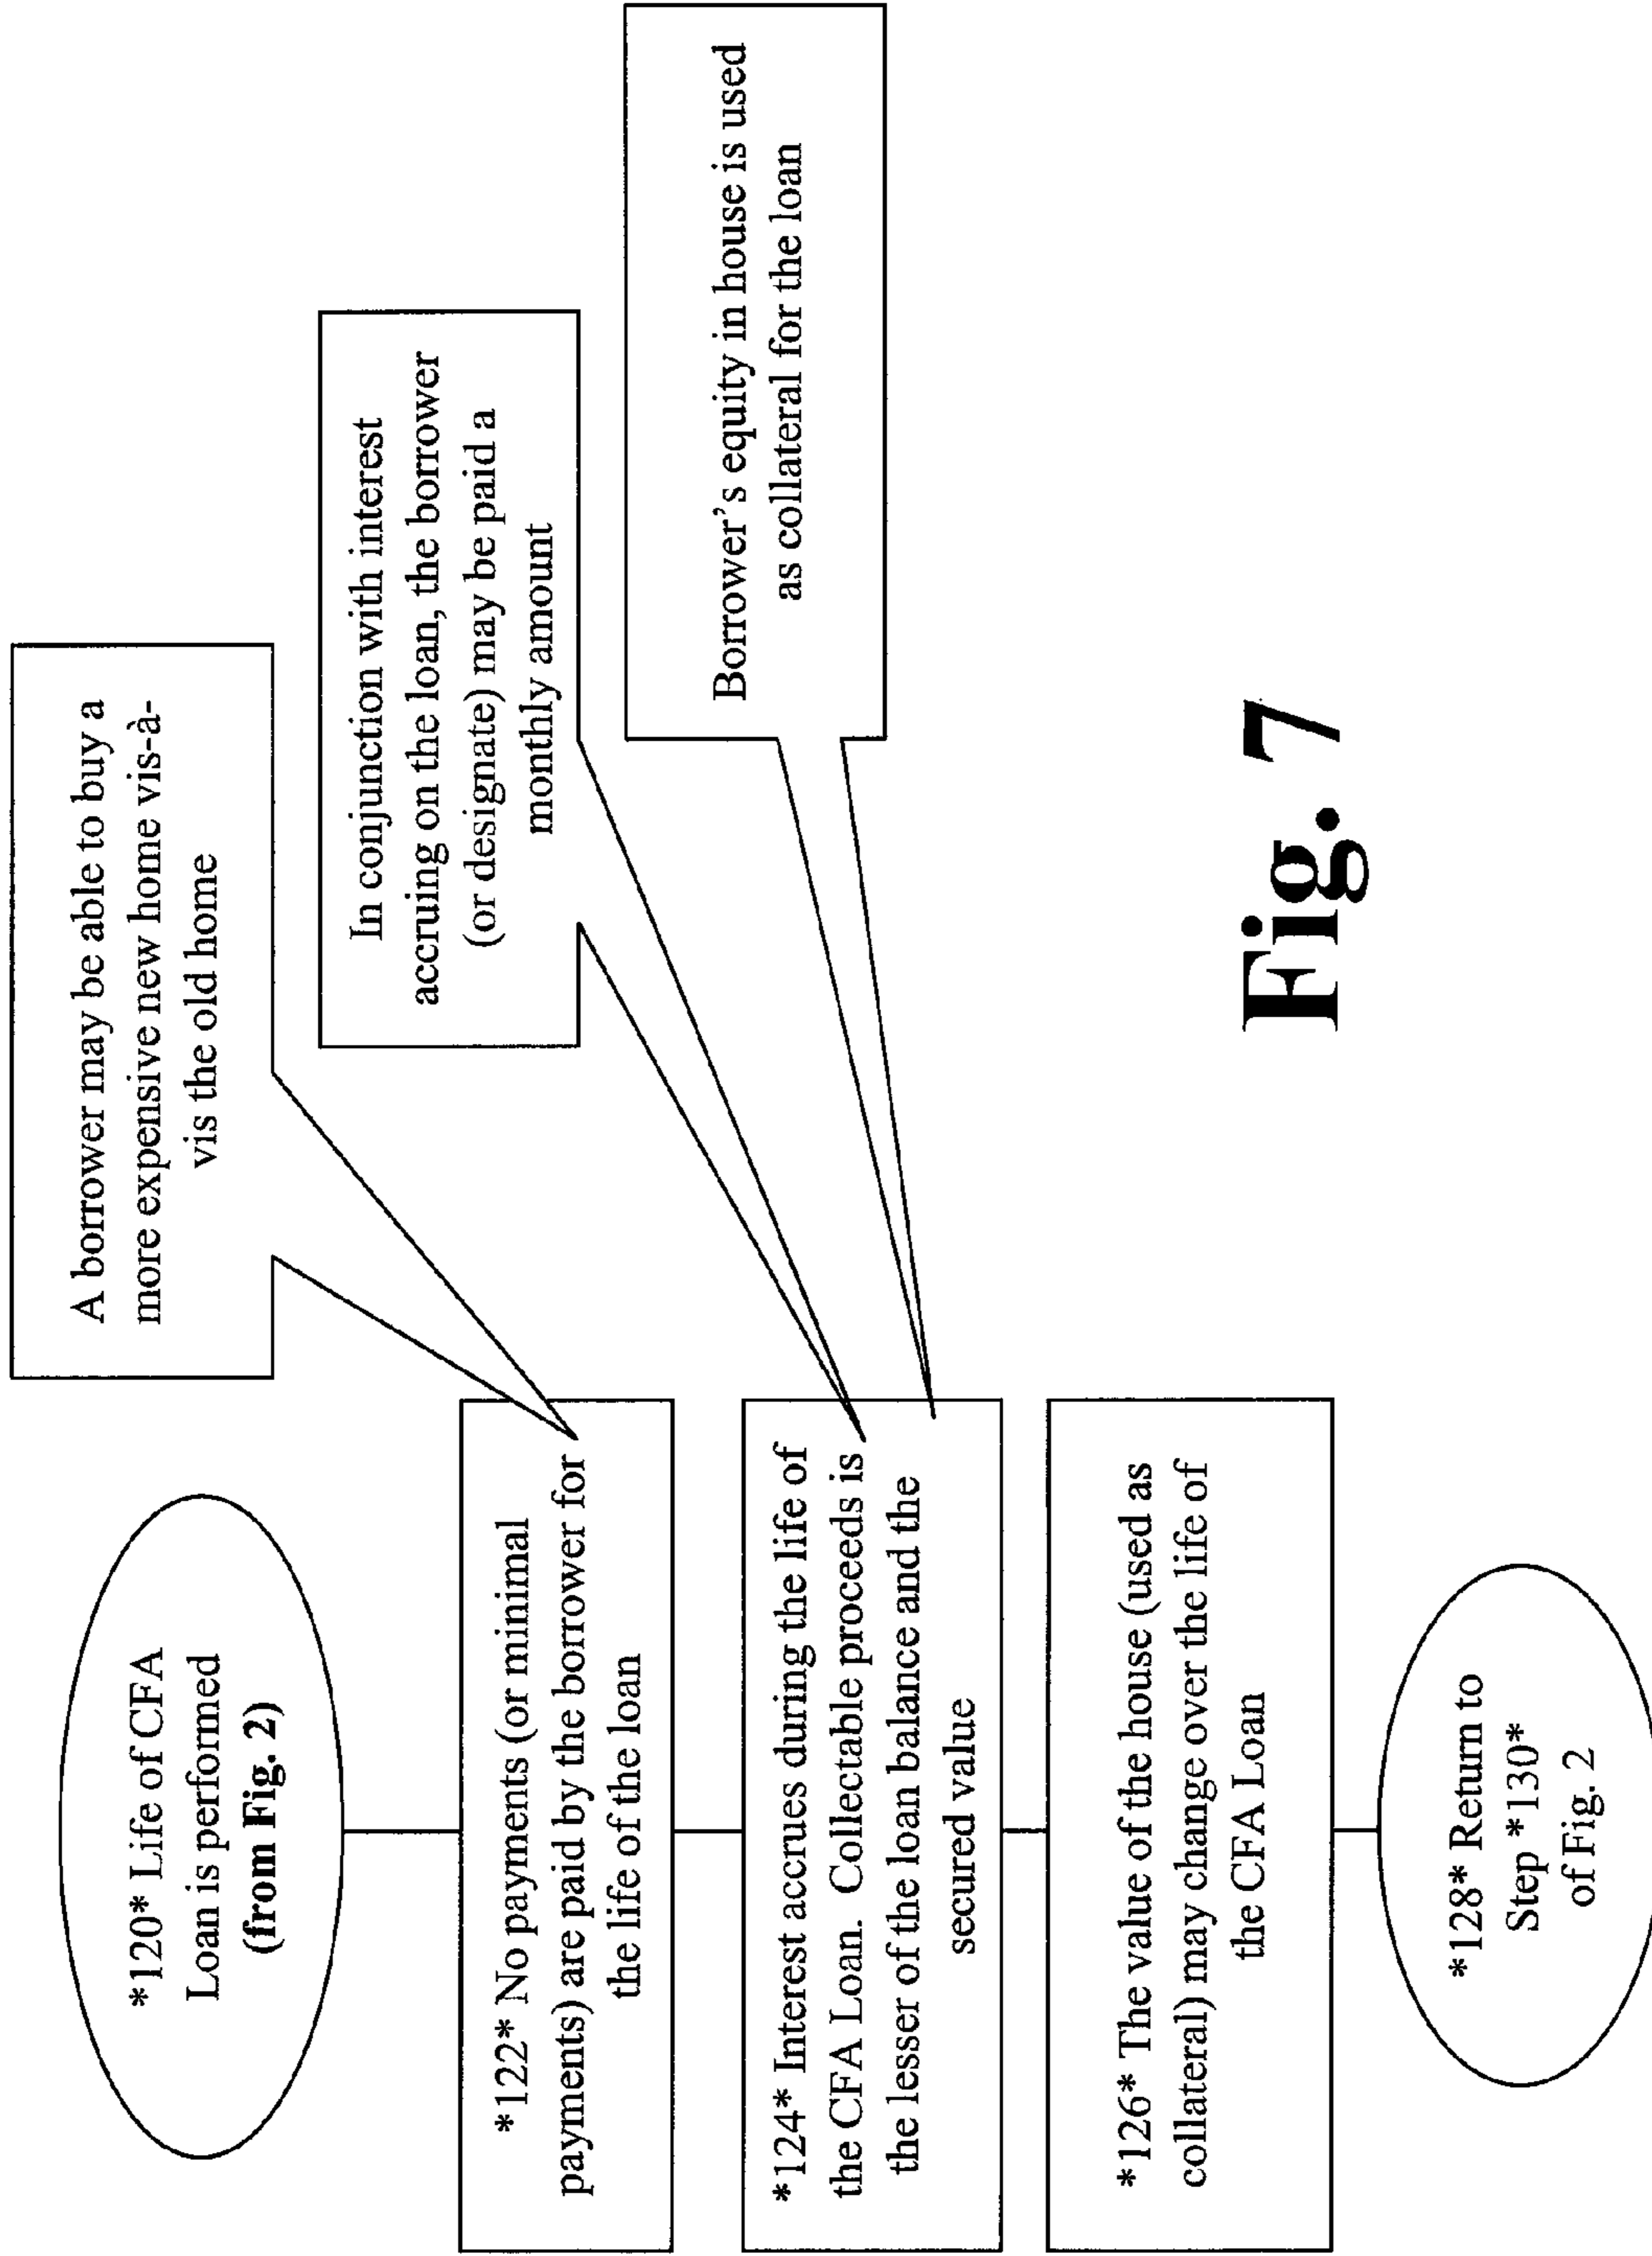 *120* Life of CFA
Loan is performed
(from Fig. 2)
A borrower may be able to buy a
more expensive new home vis-à-
vis the old home
*122* No payments (or minimal
payments) are paid by the borrower for
the life of the loan
In conjunction with interest
accruing on the loan, the borrower
(or designate) may be paid a
monthly amount
*124* Interest accrues during the life of
the CFA Loan. Collectable proceeds is
the lesser of the loan balance and the
secured value
Borrower's equity in house is used
as collateral for the loan
*126* The value of the house (used as
collateral) may change over the life of
the CFA Loan
*128* Return to
Step *130*
of Fig. 2
Fig. 7